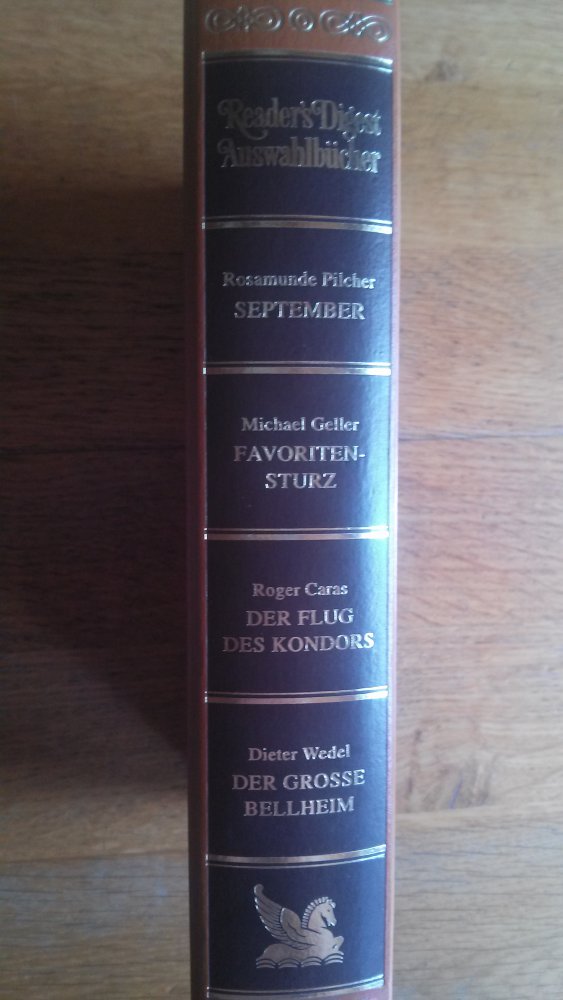 Reader's Digest
Auswahlbücher
Rosamunde Pilcher
SEPTEMBER
Michael Geller
FAVORITEN-
STURZ
Roger Caras
DER FLUG
DES KONDORS
Dieter Wedel
DER GROSSE
BELLHEIM